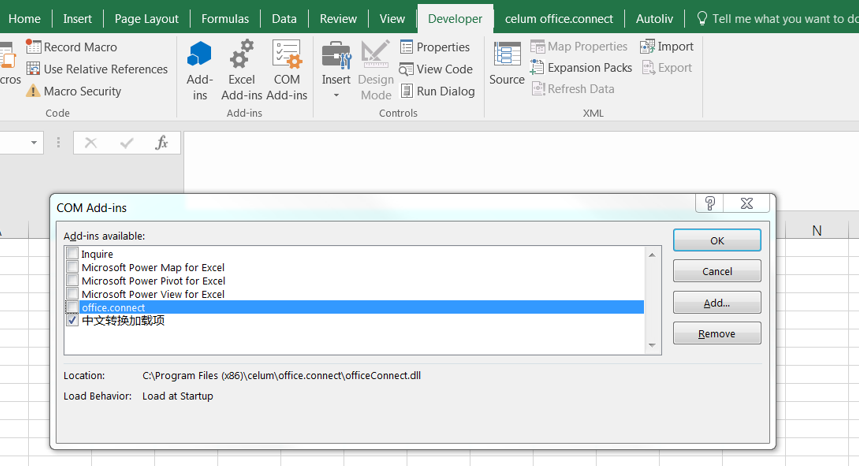 Home Insert Page Layout Formulas Data Review View Developer celum office.connect Autoliv Tell me what you want to do
Record Macro
Use Relative References
Macro Security
Code
Add-ins
Excel Add-ins
COM Add-ins
Add-ins
Insert
Design Mode
Properties
View Code
Run Dialog
Controls
Source
Map Properties
Expansion Packs
Refresh Data
Import
Export
XML
fx
N
COM Add-ins
?
Add-ins available:
Inquire
Microsoft Power Map for Excel
Microsoft Power Pivot for Excel
Microsoft Power View for Excel
office.connect
中文转换加载项
OK
Cancel
Add...
Remove
Location: C:\Program Files (x86)\celum\office.connect\officeConnect.dll
Load Behavior: Load at Startup